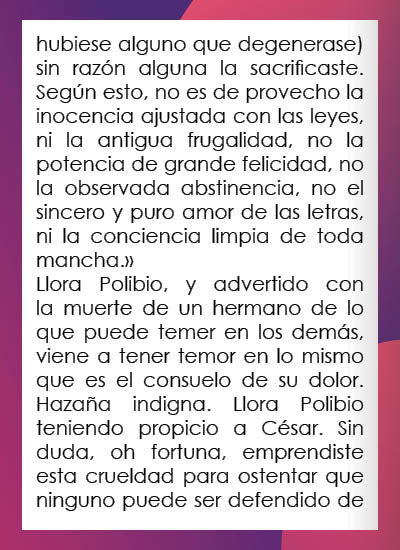 hubiese alguno que degenerase)
sin razón alguna la sacrificaste.
Según esto, no es de provecho la
inocencia ajustada con las leyes,
ni la antigua frugalidad, no la
potencia de grande felicidad, no
la observada abstinencia, no el
sincero y puro amor de las letras,
ni la conciencia limpia de toda
mancha.»
Llora Polibio, y advertido con
la muerte de un hermano de lo
que puede temer en los demás,
viene a tener temor en lo mismo
que es el consuelo de su dolor.
Hazaña indigna. Llora Polibio
teniendo propicio a César. Sin
duda, oh fortuna, emprendiste
esta crueldad para ostentar que
ninguno puede ser defendido de